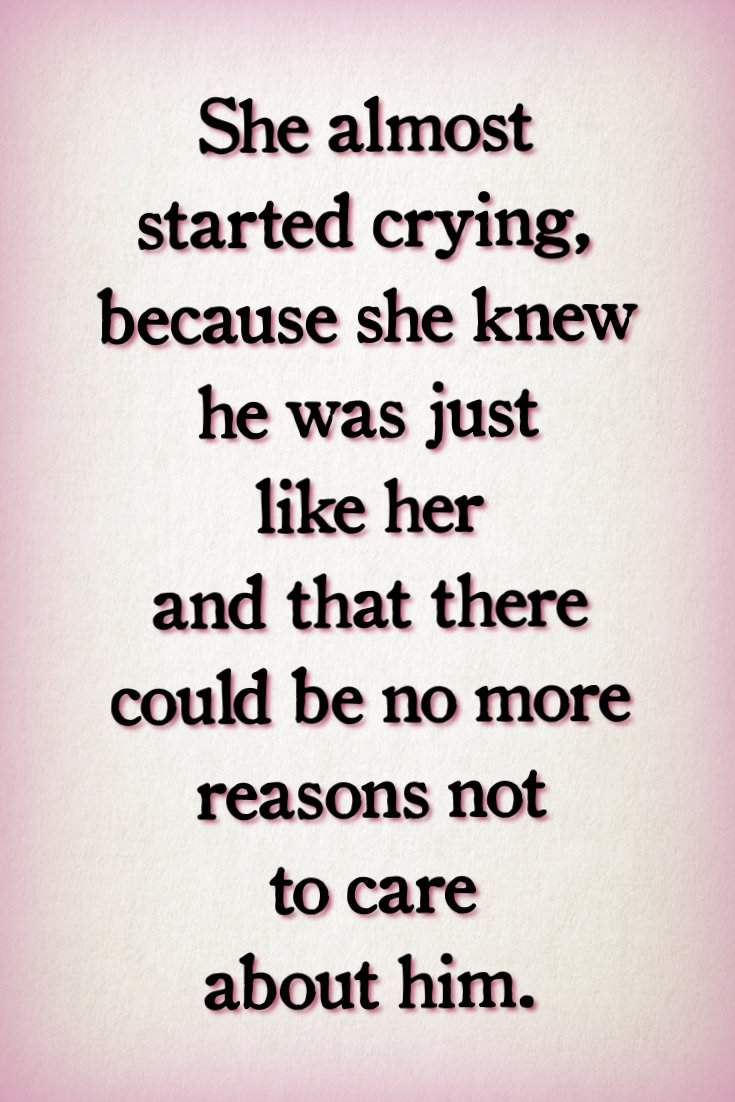 She almost
started crying,
because she knew
he was just
like her
and that there
could be no more
reasons not
to care
about him.